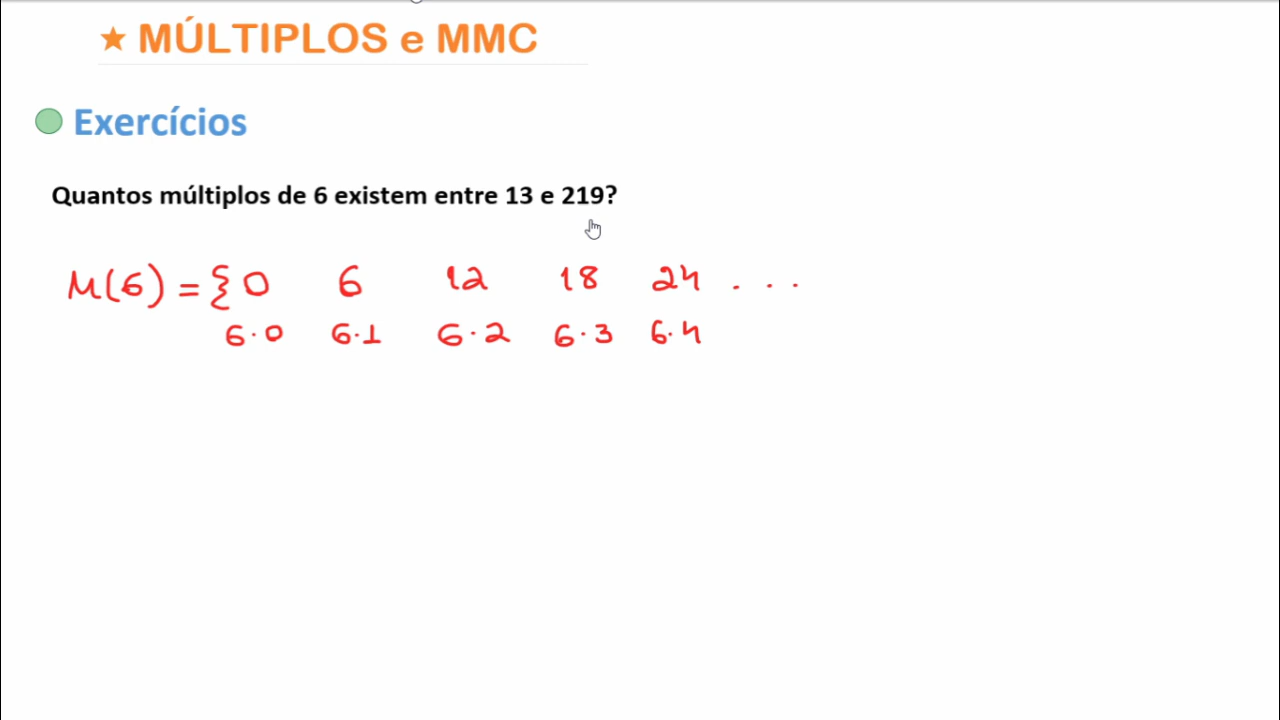 ★ MÚLTIPLOS e MMC
Exercícios
Quantos múltiplos de 6 existem entre 13 e 219?
M(6) = { 0 6 12 18 24 . . .
6·0 6·1 6·2 6·3 6·4